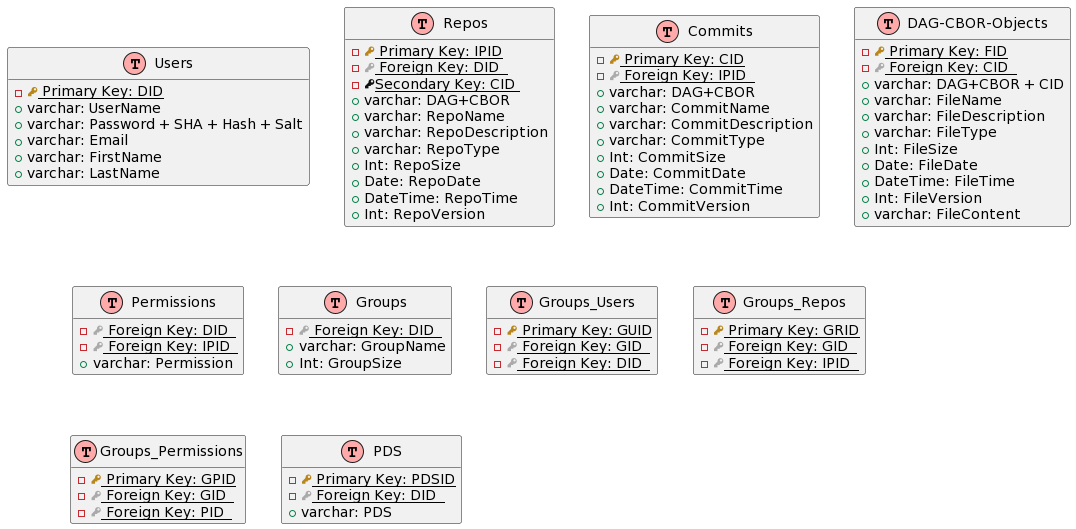 T Users
Primary Key: DID
varchar: UserName
varchar: Password + SHA + Hash + Salt
varchar: Email
varchar: FirstName
varchar: LastName
T Repos
Primary Key: IPID
Foreign Key: DID
Secondary Key: CID
varchar: DAG+CBOR
varchar: RepoName
varchar: RepoDescription
varchar: RepoType
Int: RepoSize
Date: RepoDate
DateTime: RepoTime
Int: RepoVersion
T Commits
Primary Key: CID
Foreign Key: IPID
varchar: DAG+CBOR
varchar: CommitName
varchar: CommitDescription
varchar: CommitType
Int: CommitSize
Date: CommitDate
DateTime: CommitTime
Int: CommitVersion
T DAG-CBOR-Objects
Primary Key: FID
Foreign Key: CID
varchar: DAG+CBOR + CID
varchar: FileName
varchar: FileDescription
varchar: FileType
Int: FileSize
Date: FileDate
DateTime: FileTime
Int: FileVersion
varchar: FileContent
T Permissions
Foreign Key: DID
Foreign Key: IPID
varchar: Permission
T Groups
Foreign Key: DID
varchar: GroupName
Int: GroupSize
T Groups_Users
Primary Key: GUID
Foreign Key: GID
Foreign Key: DID
T Groups_Repos
Primary Key: GRID
Foreign Key: GID
Foreign Key: IPID
T Groups_Permissions
Primary Key: GPID
Foreign Key: GID
Foreign Key: PID
T PDS
Primary Key: PDSID
Foreign Key: DID
varchar: PDS